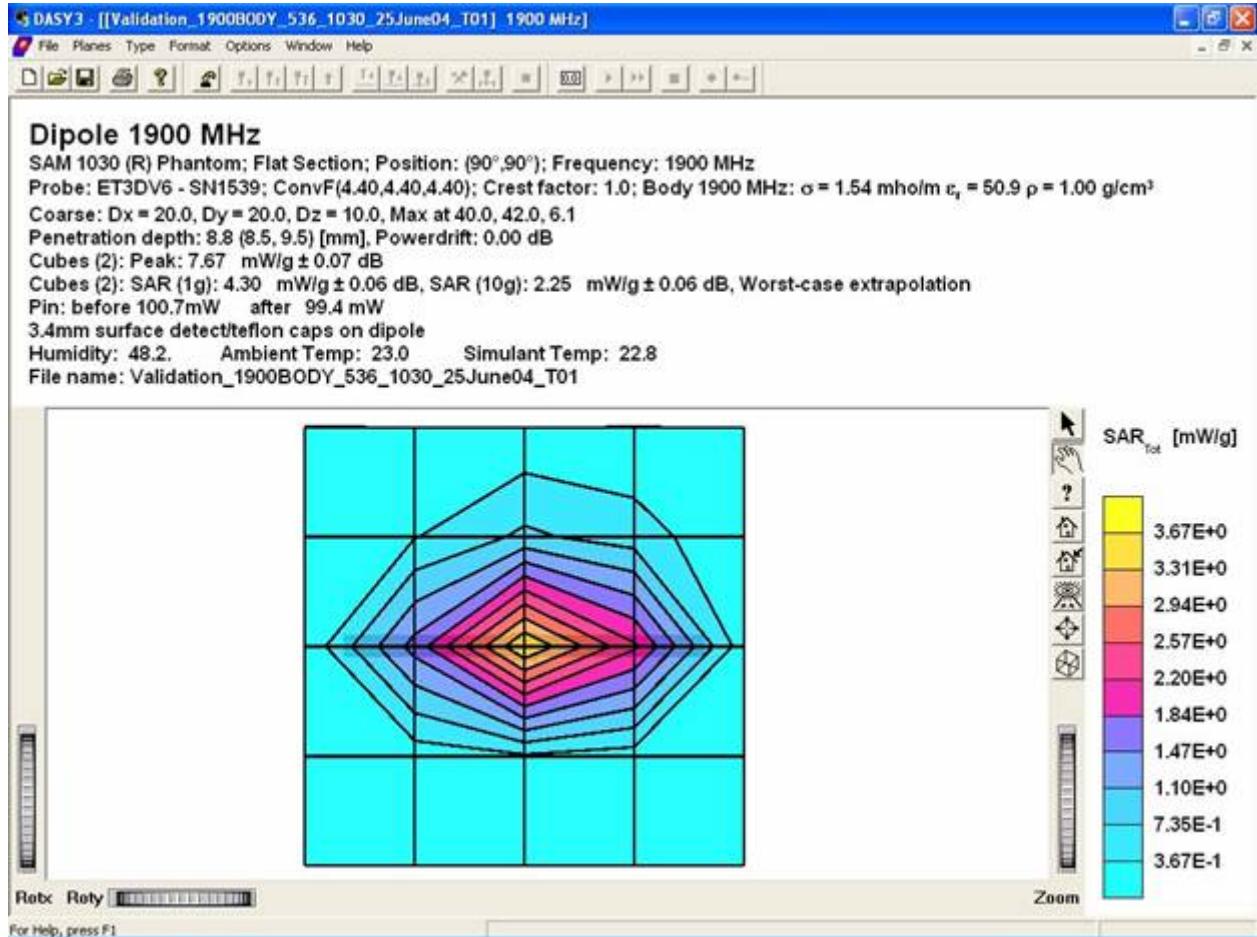 DASY3 - [[Validation_1900BODY_536_1030_25June04_T01] 1900 MHz]
File Planes Type Format Options Window Help
Dipole 1900 MHz
SAM 1030 (R) Phantom; Flat Section; Position: (90°,90°); Frequency: 1900 MHz
Probe: ET3DV6 - SN1539; ConvF(4.40,4.40,4.40); Crest factor: 1.0; Body 1900 MHz: σ = 1.54 mho/m εr = 50.9 ρ = 1.00 g/cm³
Coarse: Dx = 20.0, Dy = 20.0, Dz = 10.0, Max at 40.0, 42.0, 6.1
Penetration depth: 8.8 (8.5, 9.5) [mm], Powerdrift: 0.00 dB
Cubes (2): Peak: 7.67 mW/g ± 0.07 dB
Cubes (2): SAR (1g): 4.30 mW/g ± 0.06 dB, SAR (10g): 2.25 mW/g ± 0.06 dB, Worst-case extrapolation
Pin: before 100.7mW after 99.4 mW
3.4mm surface detect/teflon caps on dipole
Humidity: 48.2. Ambient Temp: 23.0 Simulant Temp: 22.8
File name: Validation_1900BODY_536_1030_25June04_T01
SARTot [mW/g]
3.67E+0
3.31E+0
2.94E+0
2.57E+0
2.20E+0
1.84E+0
1.47E+0
1.10E+0
7.35E-1
3.67E-1
Rotx Roty Zoom
For Help, press F1